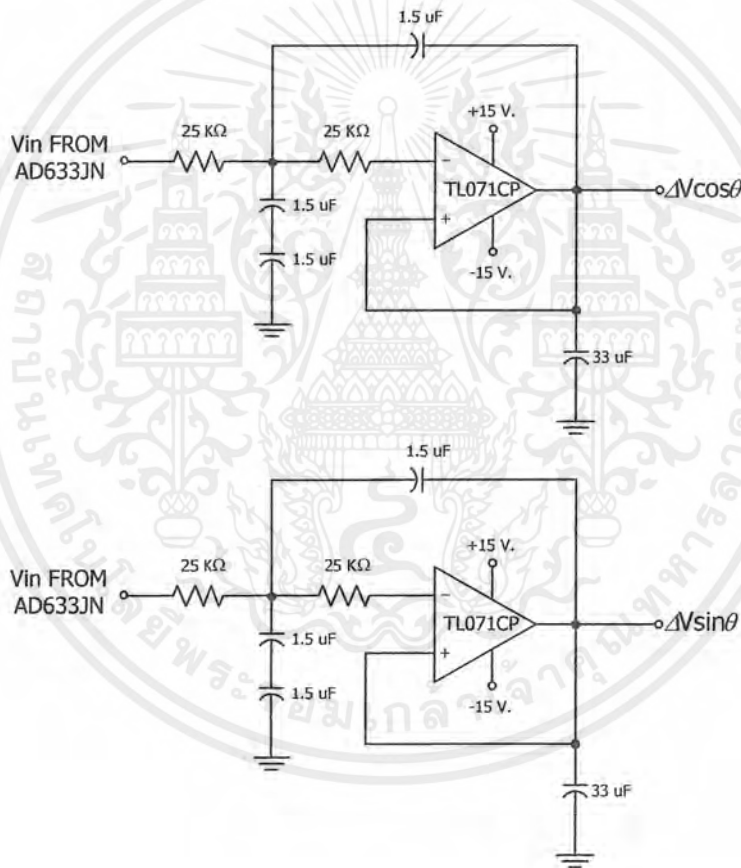 1.5 uF
+15 V.
25 KΩ
25 KΩ
Vin FROM
AD633JN
−
TL071CP
+
ΔVcosθ
1.5 uF
1.5 uF
-15 V.
33 uF
1.5 uF
+15 V.
25 KΩ
25 KΩ
Vin FROM
AD633JN
−
TL071CP
+
ΔVsinθ
1.5 uF
1.5 uF
-15 V.
33 uF